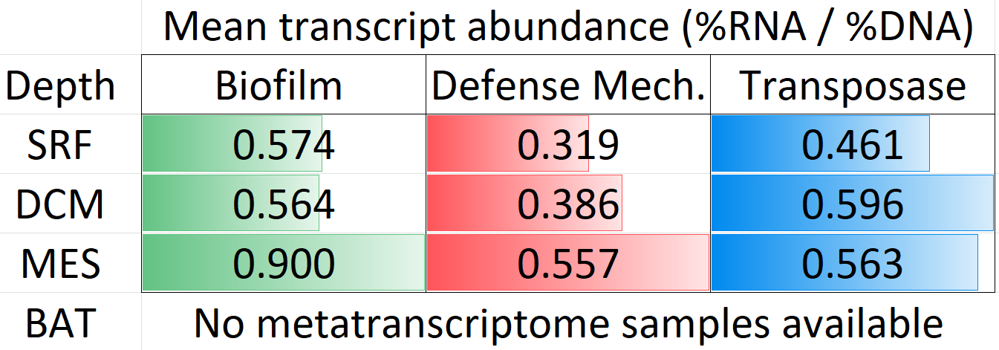 Mean transcript abundance (%RNA / %DNA)
Depth Biofilm Defense Mech. Transposase
SRF 0.574 0.319 0.461
DCM 0.564 0.386 0.596
MES 0.900 0.557 0.563
BAT No metatranscriptome samples available